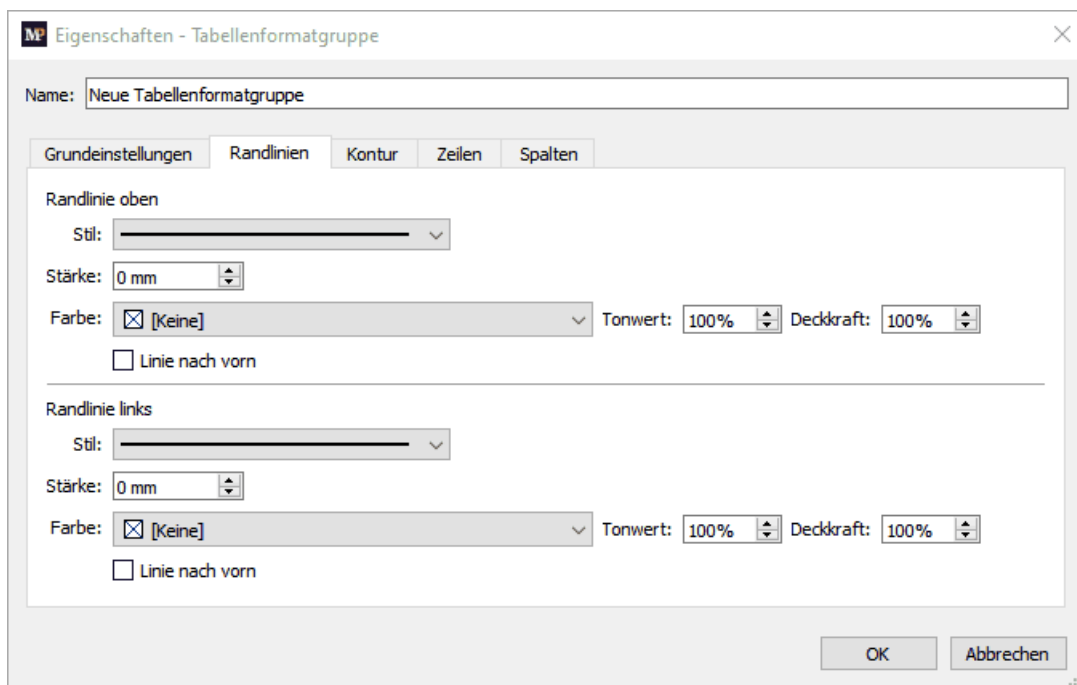 MP Eigenschaften - Tabellenformatgruppe
Name: Neue Tabellenformatgruppe
Grundeinstellungen Randlinien Kontur Zeilen Spalten
Randlinie oben
Stil:
Stärke: 0 mm
Farbe: [Keine] Tonwert: 100% Deckkraft: 100%
Linie nach vorn
Randlinie links
Stil:
Stärke: 0 mm
Farbe: [Keine] Tonwert: 100% Deckkraft: 100%
Linie nach vorn
OK Abbrechen